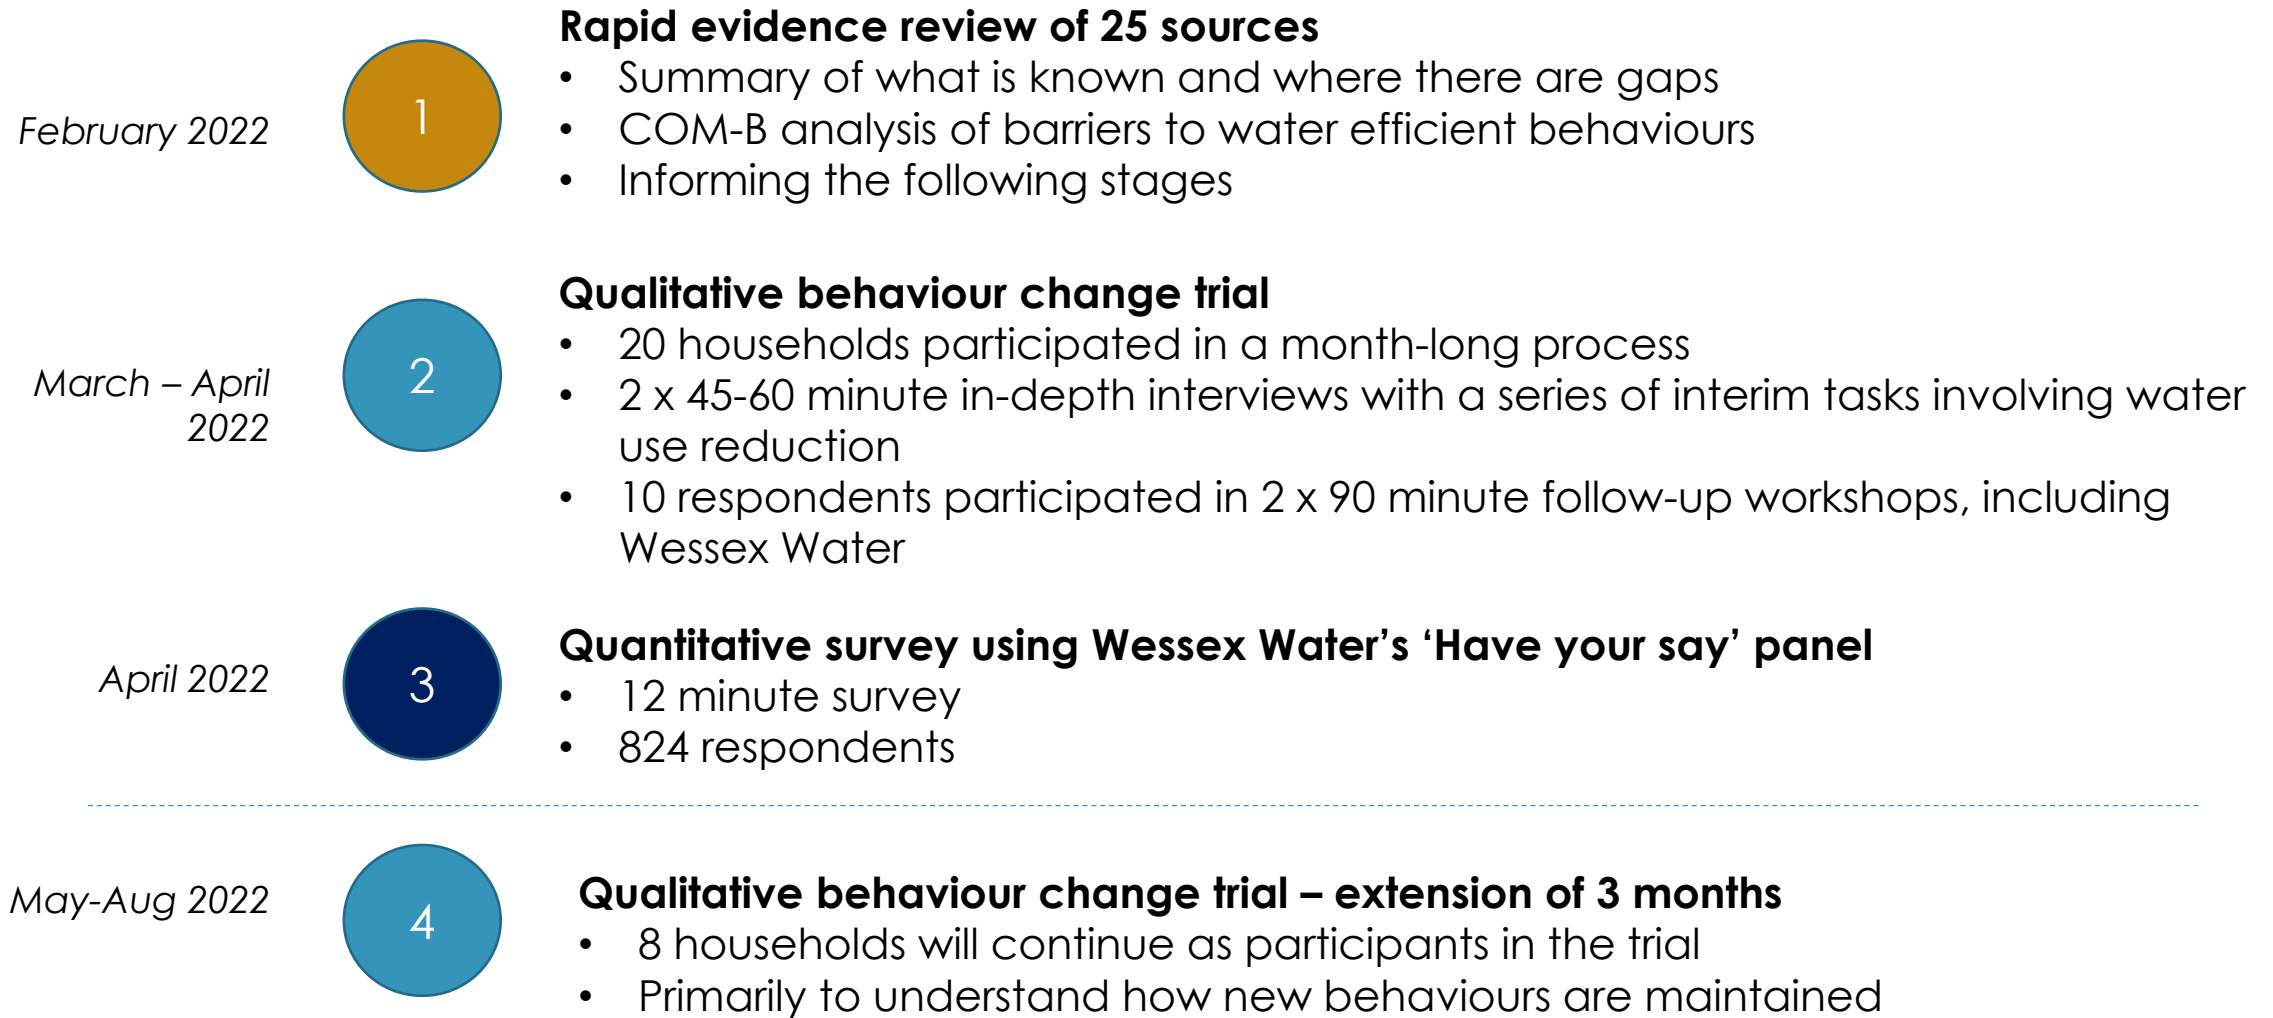 Rapid evidence review of 25 sources
• Summary of what is known and where there are gaps
February 2022
1
• COM-B analysis of barriers to water efficient behaviours
• Informing the following stages
Qualitative behaviour change trial
• 20 households participated in a month-long process
March – April
2022
2
• 2 x 45-60 minute in-depth interviews with a series of interim tasks involving water
use reduction
• 10 respondents participated in 2 x 90 minute follow-up workshops, including
Wessex Water
Quantitative survey using Wessex Water’s ‘Have your say’ panel
April 2022
3
• 12 minute survey
• 824 respondents
May-Aug 2022
4
Qualitative behaviour change trial – extension of 3 months
• 8 households will continue as participants in the trial
• Primarily to understand how new behaviours are maintained